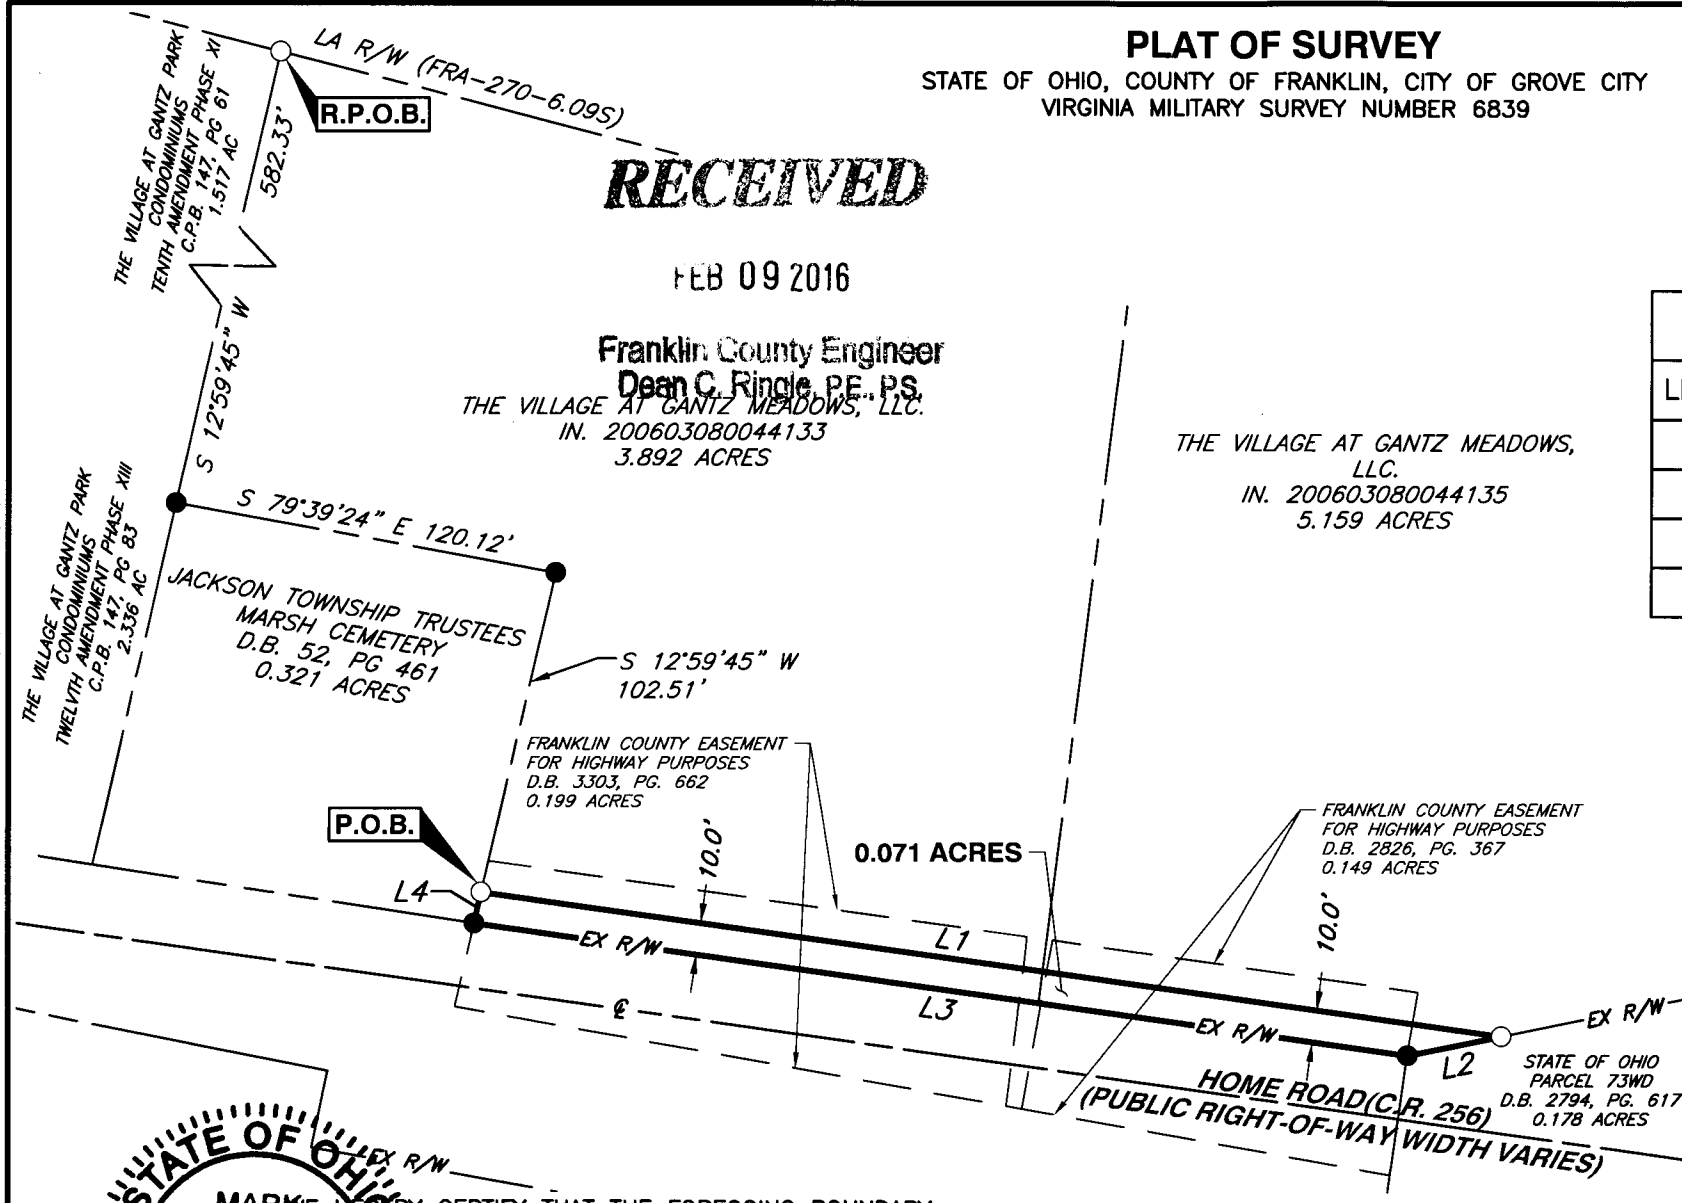 PLAT OF SURVEY
STATE OF OHIO, COUNTY OF FRANKLIN, CITY OF GROVE CITY
VIRGINIA MILITARY SURVEY NUMBER 6839
LA R/W (FRA-270-6.09S)
R.P.O.B.
THE VILLAGE AT GANTZ PARK
CONDOMINIUMS
TENTH AMENDMENT PHASE XI
C.P.B. 147, PG 61
1.517 AC
582.33'
S 12°59'45" W
RECEIVED
FEB 09 2016
Franklin County Engineer
Dean C. Ringle, P.E., P.S.
THE VILLAGE AT GANTZ MEADOWS, LLC.
IN. 200603080044133
3.892 ACRES
THE VILLAGE AT GANTZ MEADOWS,
LLC.
IN. 200603080044135
5.159 ACRES
THE VILLAGE AT GANTZ PARK
CONDOMINIUMS
TWELVTH AMENDMENT PHASE XIII
C.P.B. 147, PG 83
2.336 AC
S 79°39'24" E 120.12'
JACKSON TOWNSHIP TRUSTEES
MARSH CEMETERY
D.B. 52, PG 461
0.321 ACRES
S 12°59'45" W
102.51'
FRANKLIN COUNTY EASEMENT
FOR HIGHWAY PURPOSES
D.B. 3303, PG. 662
0.199 ACRES
P.O.B.
10.0'
0.071 ACRES
FRANKLIN COUNTY EASEMENT
FOR HIGHWAY PURPOSES
D.B. 2826, PG. 367
0.149 ACRES
10.0'
L4
EX R/W
L1
L3
EX R/W
L2
EX R/W
STATE OF OHIO
PARCEL 73WD
D.B. 2794, PG. 617
0.178 ACRES
HOME ROAD(C.R. 256)
(PUBLIC RIGHT-OF-WAY WIDTH VARIES)
EX R/W
STATE OF OHIO
MARK
CERTIFY THAT THE FOREGOING BOUNDARY